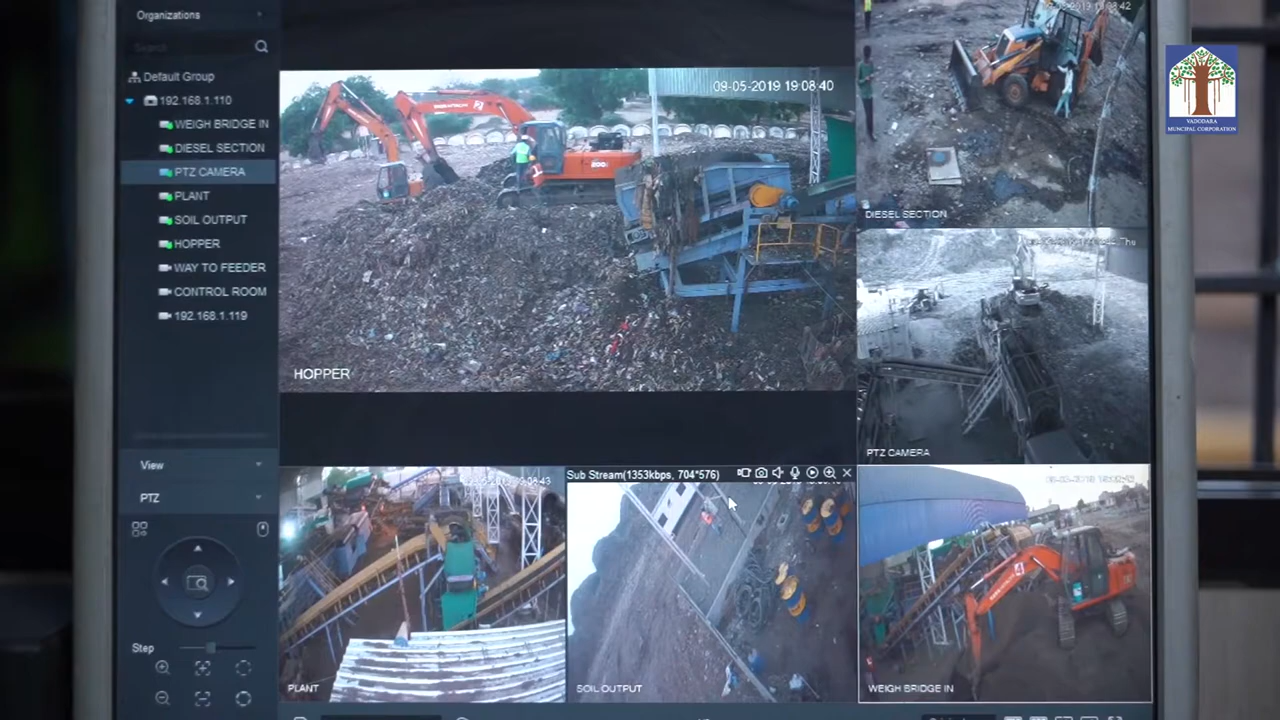 Organizations
Search
Default Group
192.168.1.110
WEIGH BRIDGE IN
DIESEL SECTION
PTZ CAMERA
PLANT
SOIL OUTPUT
HOPPER
WAY TO FEEDER
CONTROL ROOM
192.168.1.119
View
PTZ
Step
09-05-2019 19:08:40
HOPPER
DIESEL SECTION
PTZ CAMERA
PLANT
Sub Stream(1353kbps, 704*576)
SOIL OUTPUT
WEIGH BRIDGE IN
VADODARA
MUNCIPAL CORPORATION